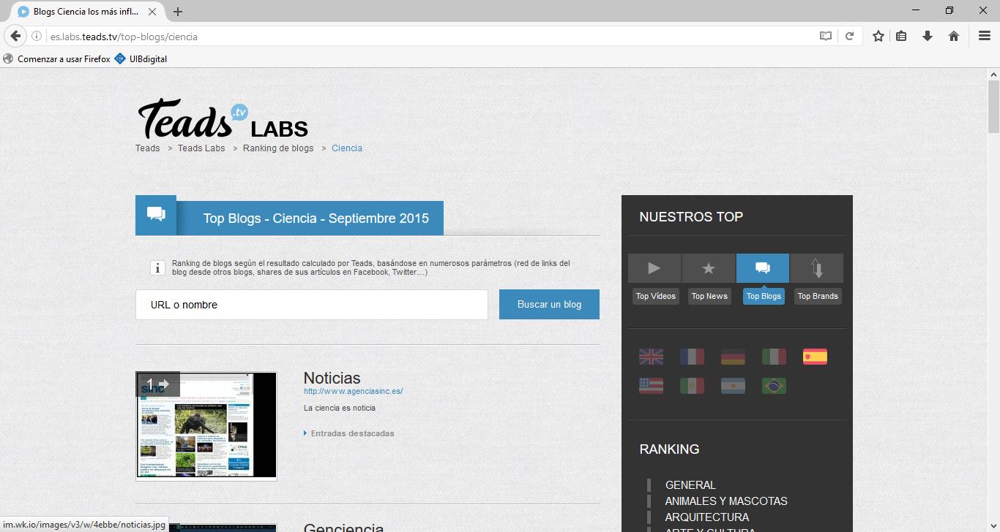 Blogs Ciencia los más infl...
es.labs.teads.tv/top-blogs/ciencia
Comenzar a usar Firefox UIBdigital
Teads .tv LABS
Teads > Teads Labs > Ranking de blogs > Ciencia
Top Blogs - Ciencia - Septiembre 2015
i Ranking de blogs según el resultado calculado por Teads, basándose en numerosos parámetros (red de links del
blog desde otros blogs, shares de sus artículos en Facebook, Twitter…)
URL o nombre
Buscar un blog
1
sinc
Noticias
http://www.agenciasinc.es/
La ciencia es noticia
Entradas destacadas
Genciencia
NUESTROS TOP
Top Vídeos Top News Top Blogs Top Brands
RANKING
GENERAL
ANIMALES Y MASCOTAS
ARQUITECTURA
ARTE Y CULTURA
im.wk.io/images/v3/w/4ebbe/noticias.jpg